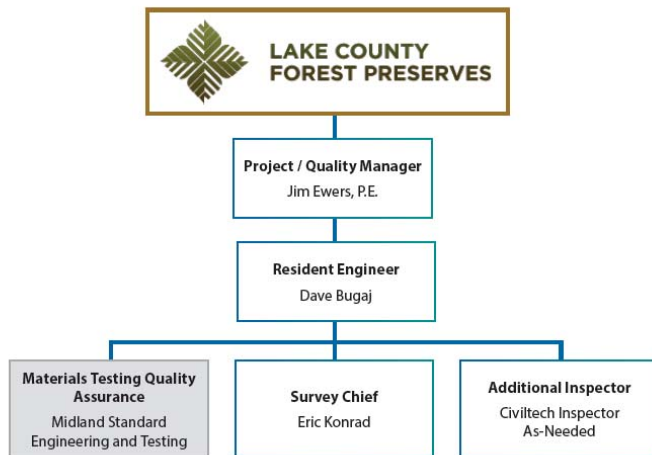 LAKE COUNTY
FOREST PRESERVES
Project / Quality Manager
Jim Ewers, P.E.
Resident Engineer
Dave Bugaj
Materials Testing Quality
Assurance
Midland Standard
Engineering and Testing
Survey Chief
Eric Konrad
Additional Inspector
Civiltech Inspector
As-Needed